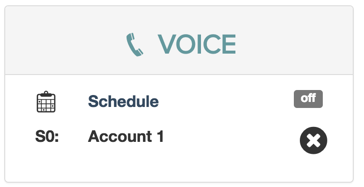 VOICE
Schedule off
S0: Account 1